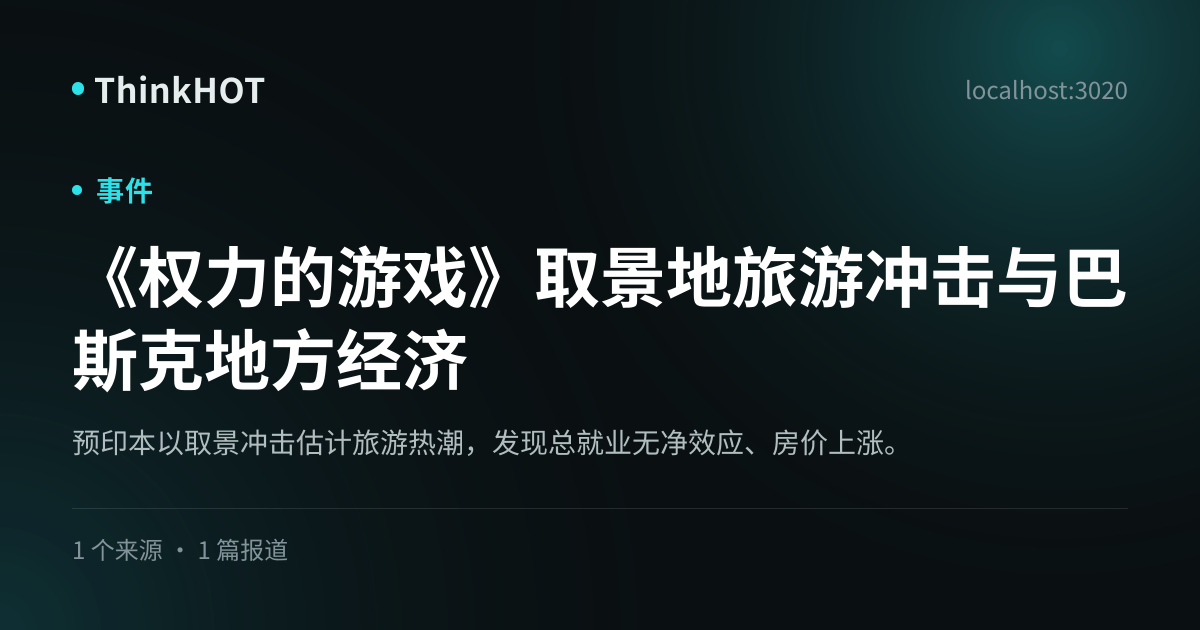 ThinkHOT
localhost:3020
事件
《权力的游戏》取景地旅游冲击与巴
斯克地方经济
预印本以取景冲击估计旅游热潮，发现总就业无净效应、房价上涨。
1 个来源 · 1 篇报道